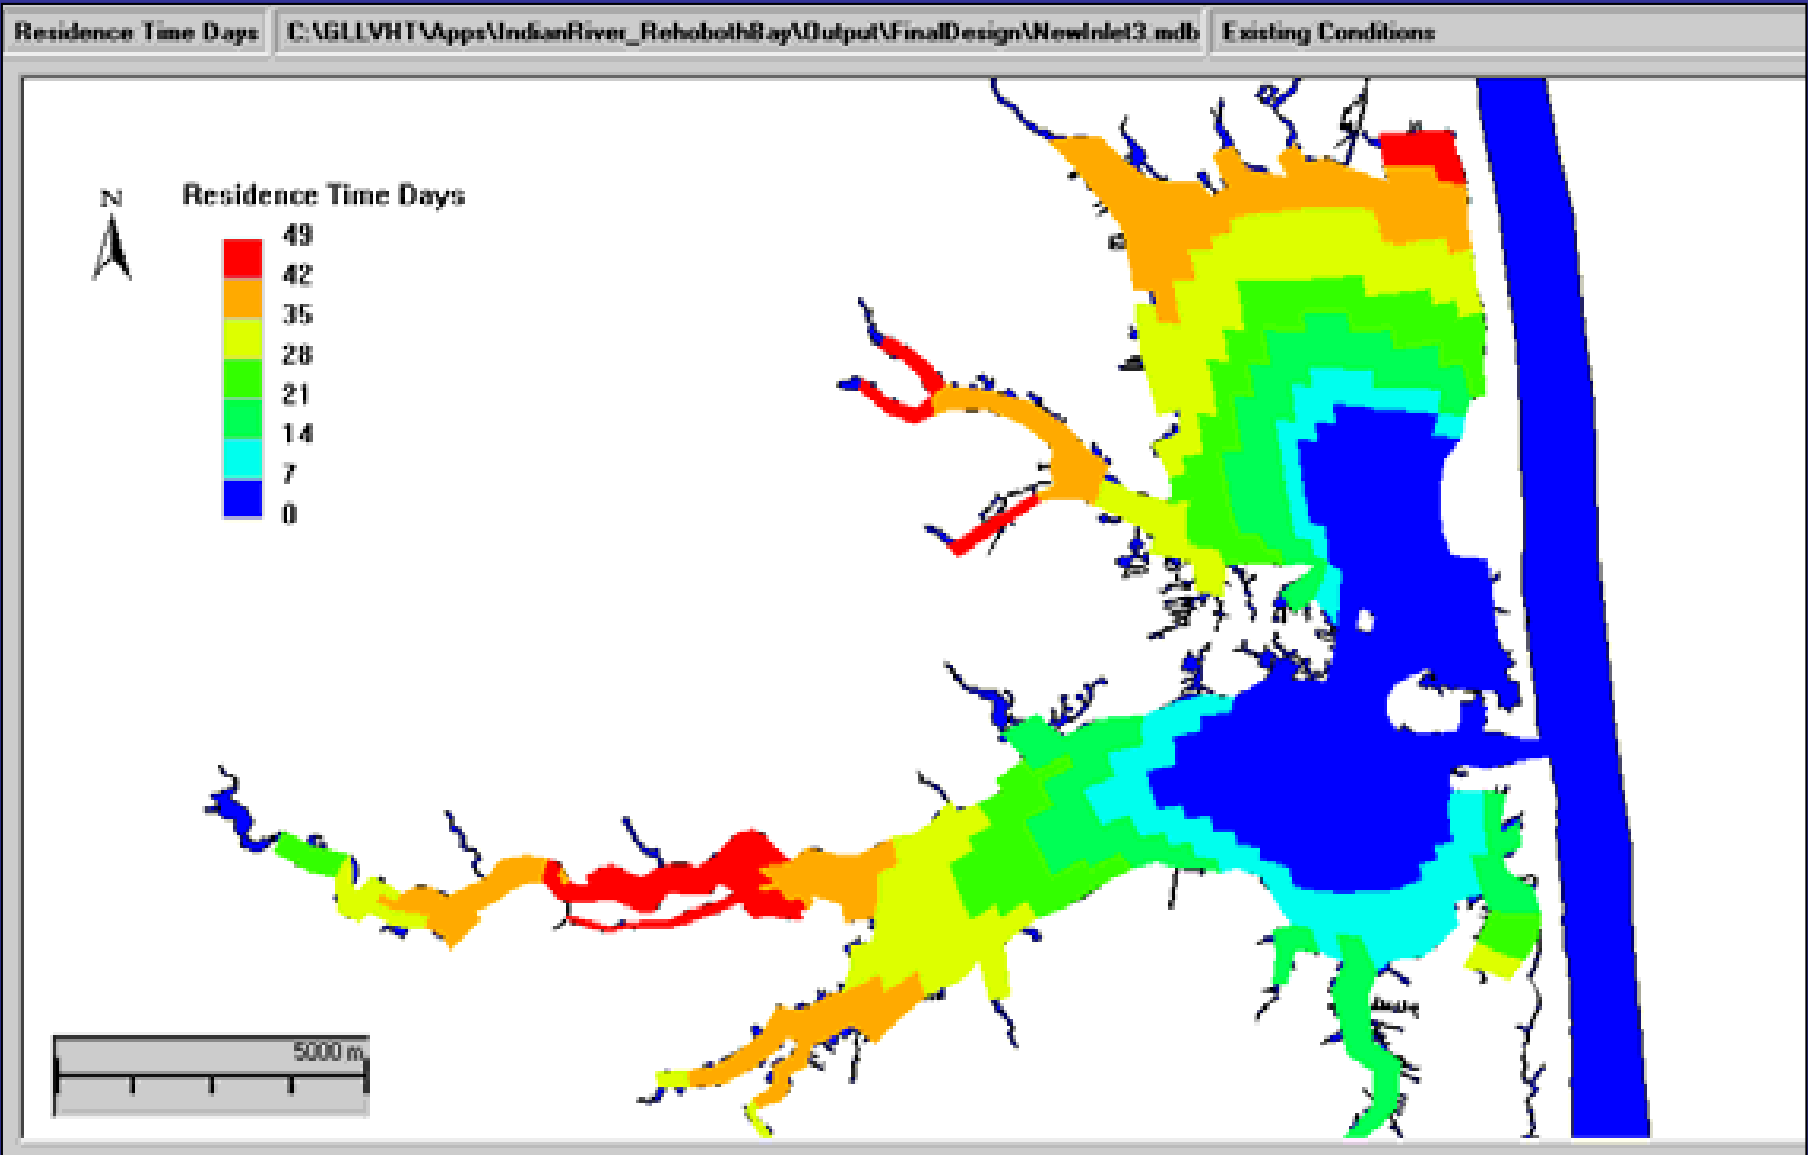 Residence Time Days C:\GLLVHT\Apps\IndianRiver_RehobothBay\Output\FinalDesign\NewInlet3.mdb Existing Conditions
N
Residence Time Days
49
42
35
28
21
14
7
0
5000 m